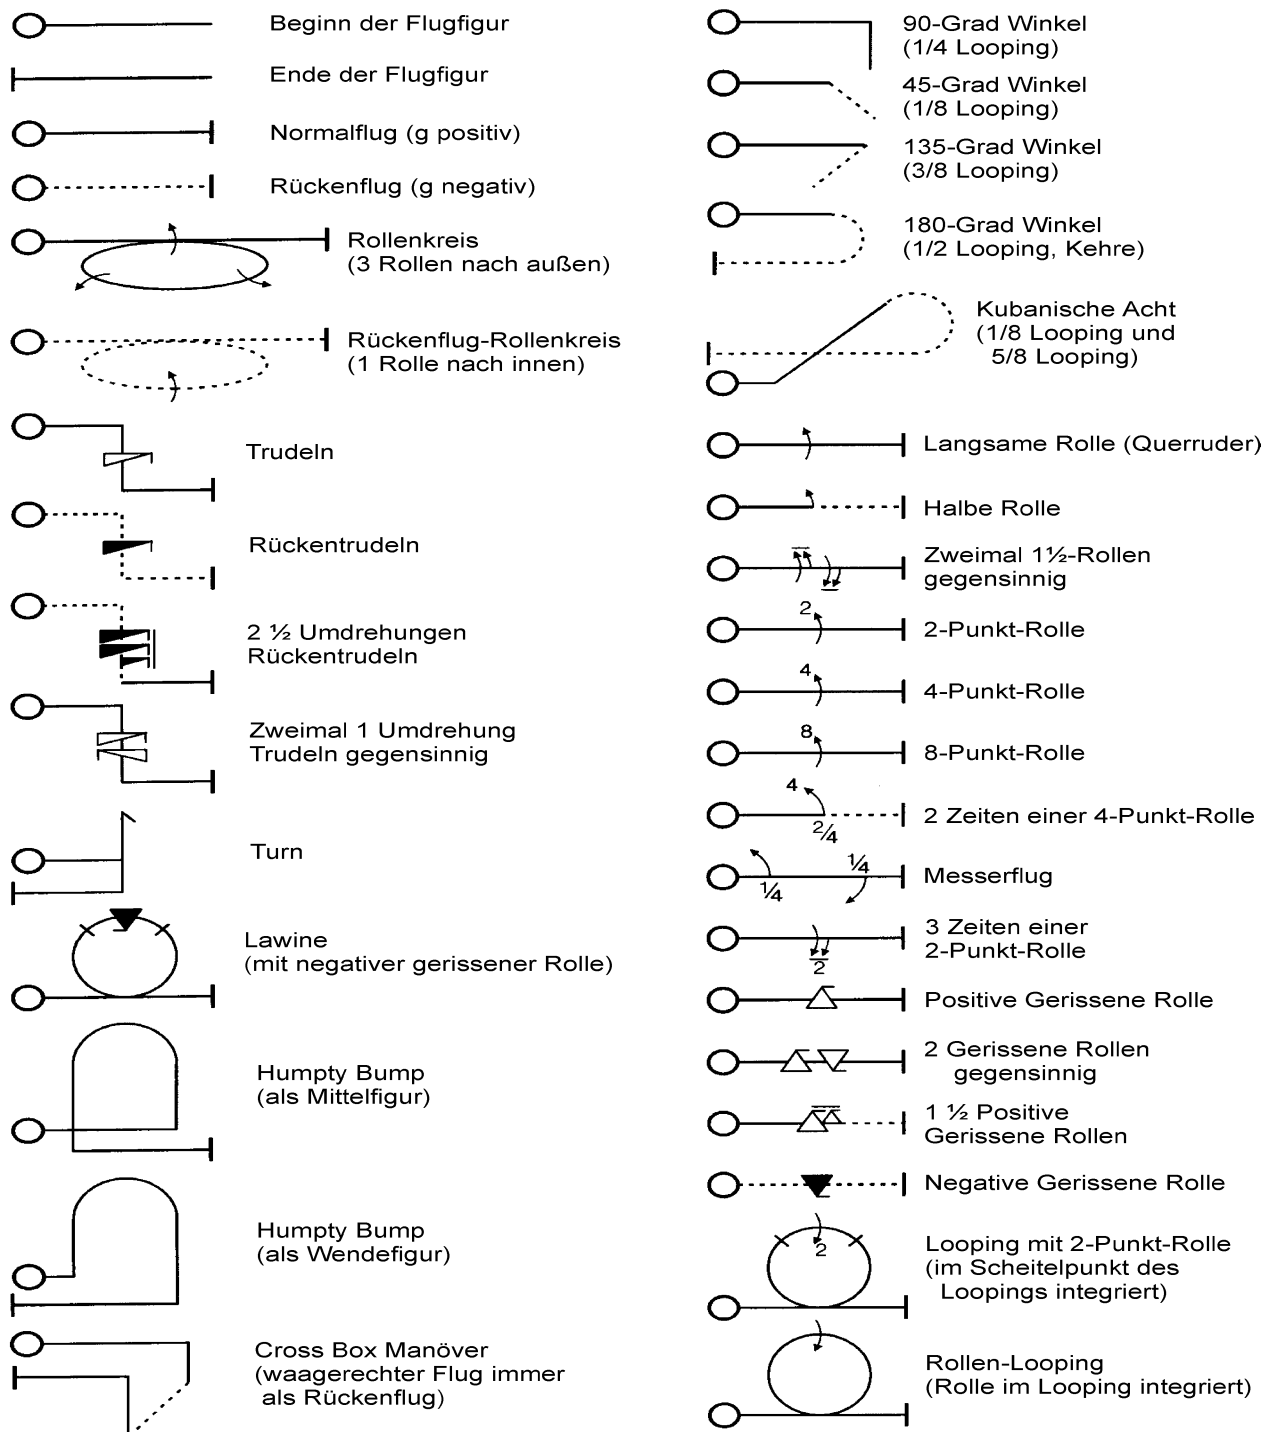 Beginn der Flugfigur
Ende der Flugfigur
Normalflug (g positiv)
Rückenflug (g negativ)
Rollenkreis
(3 Rollen nach außen)
Rückenflug-Rollenkreis
(1 Rolle nach innen)
Trudeln
Rückentrudeln
2 ½ Umdrehungen
Rückentrudeln
Zweimal 1 Umdrehung
Trudeln gegensinnig
Turn
Lawine
(mit negativer gerissener Rolle)
Humpty Bump
(als Mittelfigur)
Humpty Bump
(als Wendefigur)
Cross Box Manöver
(waagerechter Flug immer
als Rückenflug)
90-Grad Winkel
(1/4 Looping)
45-Grad Winkel
(1/8 Looping)
135-Grad Winkel
(3/8 Looping)
180-Grad Winkel
(1/2 Looping, Kehre)
Kubanische Acht
(1/8 Looping und
5/8 Looping)
Langsame Rolle (Querruder)
Halbe Rolle
Zweimal 1½-Rollen
gegensinnig
2
2-Punkt-Rolle
4
4-Punkt-Rolle
8
8-Punkt-Rolle
4
2/4
2 Zeiten einer 4-Punkt-Rolle
1/4
1/4
Messerflug
3 Zeiten einer
2-Punkt-Rolle
2
Positive Gerissene Rolle
2 Gerissene Rollen
gegensinnig
1 ½ Positive
Gerissene Rollen
Negative Gerissene Rolle
2
Looping mit 2-Punkt-Rolle
(im Scheitelpunkt des
Loopings integriert)
Rollen-Looping
(Rolle im Looping integriert)